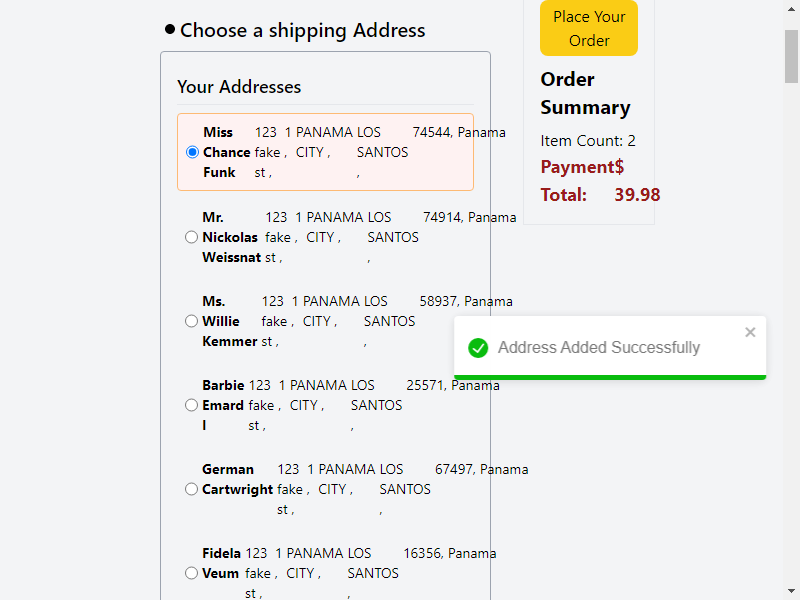 Choose a shipping Address
Your Addresses
Miss Chance Funk 123 fake st , 1 , PANAMA CITY , LOS SANTOS , 74544, Panama
Mr. Nickolas Weissnat 123 fake st , 1 , PANAMA CITY , LOS SANTOS , 74914, Panama
Ms. Willie Kemmer 123 fake st , 1 , PANAMA CITY , LOS SANTOS , 58937, Panama
Barbie Emard I 123 fake st , 1 , PANAMA CITY , LOS SANTOS , 25571, Panama
German Cartwright 123 fake st , 1 , PANAMA CITY , LOS SANTOS , 67497, Panama
Fidela Veum 123 fake st , 1 , PANAMA CITY , LOS SANTOS , 16356, Panama
Place Your
Order
Order
Summary
Item Count: 2
Payment$
Total: 39.98
Address Added Successfully